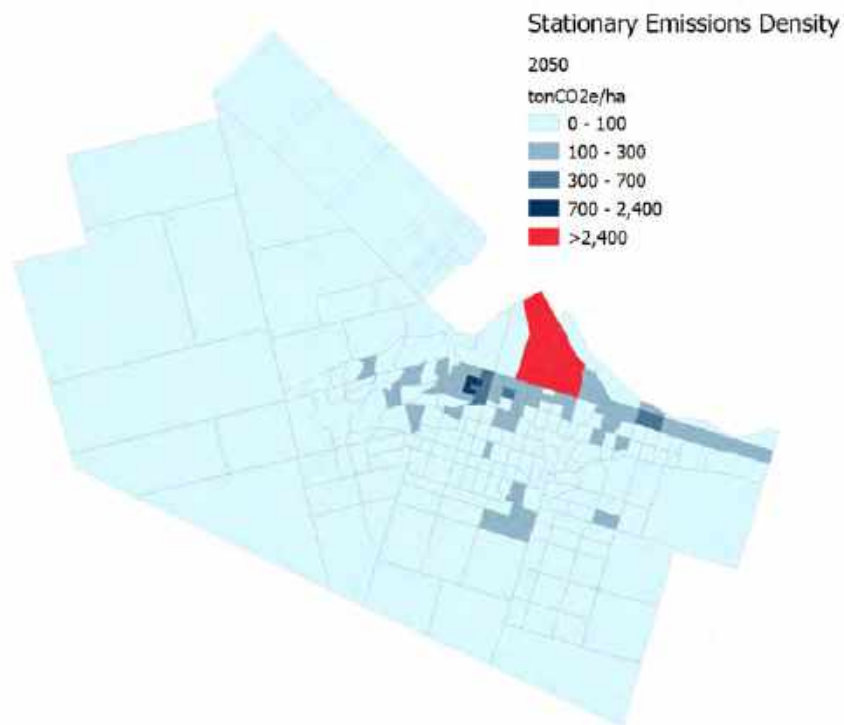 Stationary Emissions Density
2050
tonCO2e/ha
0 - 100
100 - 300
300 - 700
700 - 2,400
>2,400